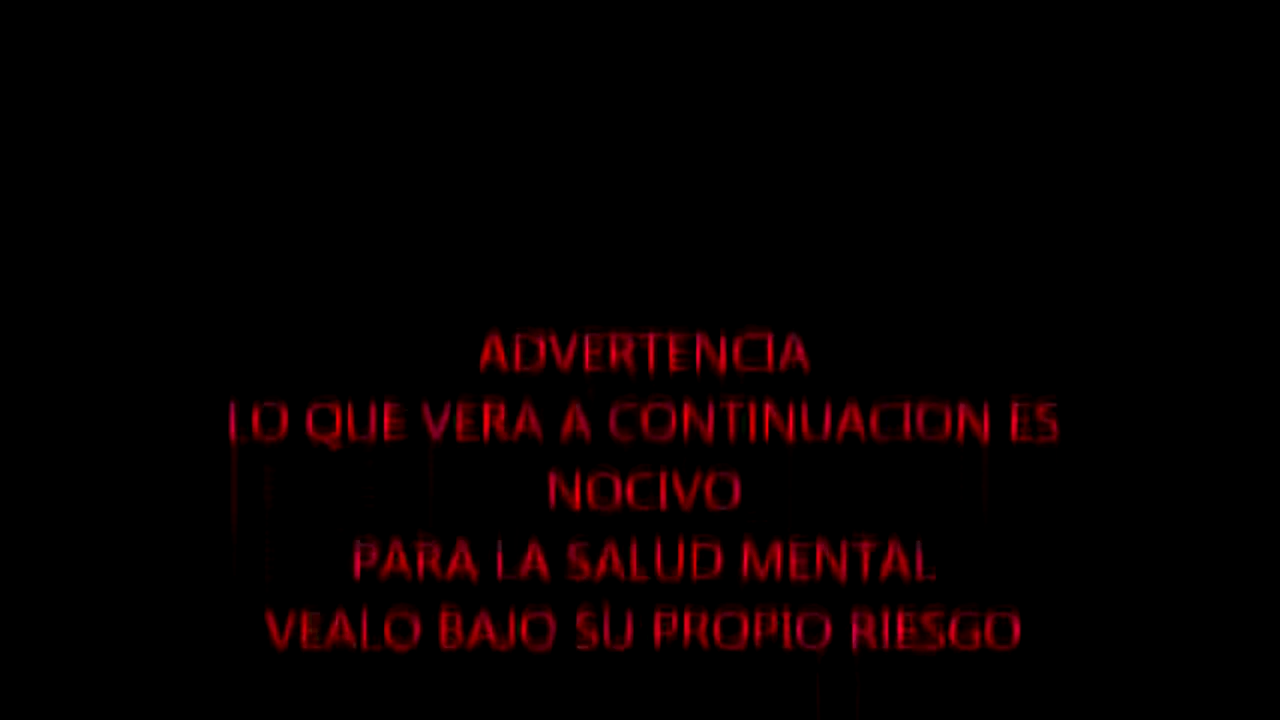 ADVERTENCIA
LO QUE VERA A CONTINUACION ES
NOCIVO
PARA LA SALUD MENTAL
VEALO BAJO SU PROPIO RIESGO